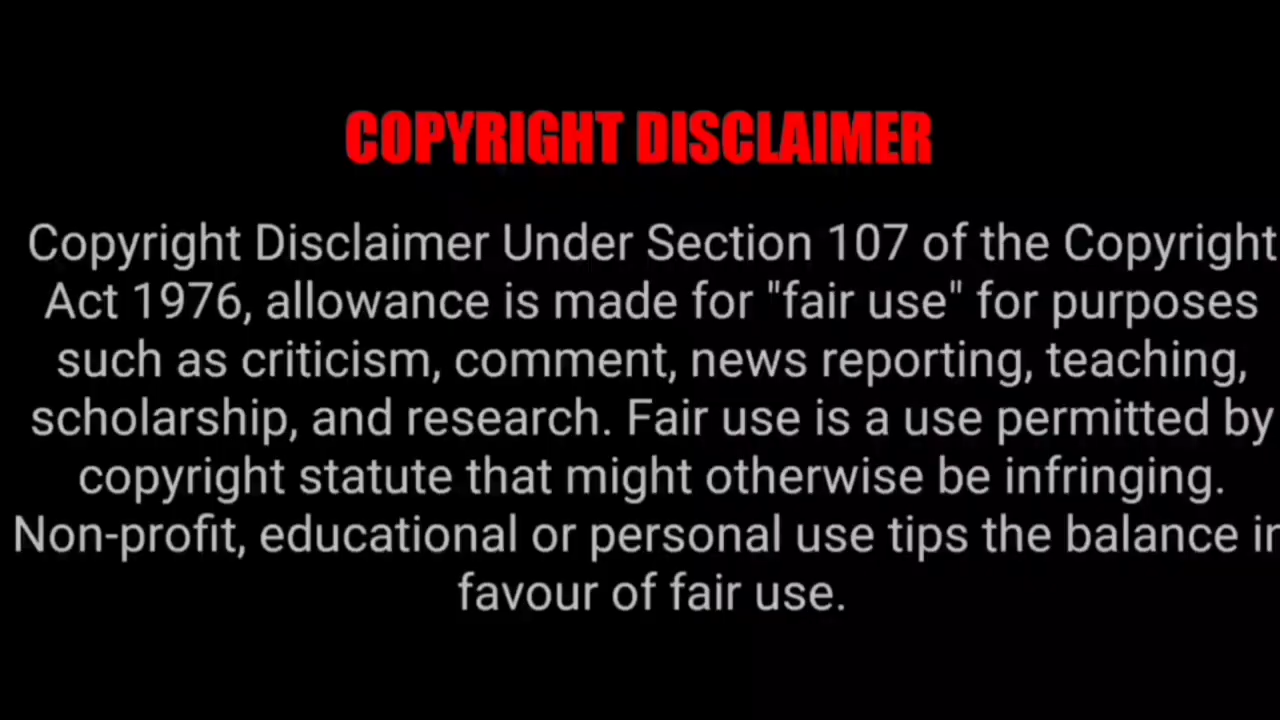 COPYRIGHT DISCLAIMER
Copyright Disclaimer Under Section 107 of the Copyright
Act 1976, allowance is made for "fair use" for purposes
such as criticism, comment, news reporting, teaching,
scholarship, and research. Fair use is a use permitted by
copyright statute that might otherwise be infringing.
Non-profit, educational or personal use tips the balance in
favour of fair use.